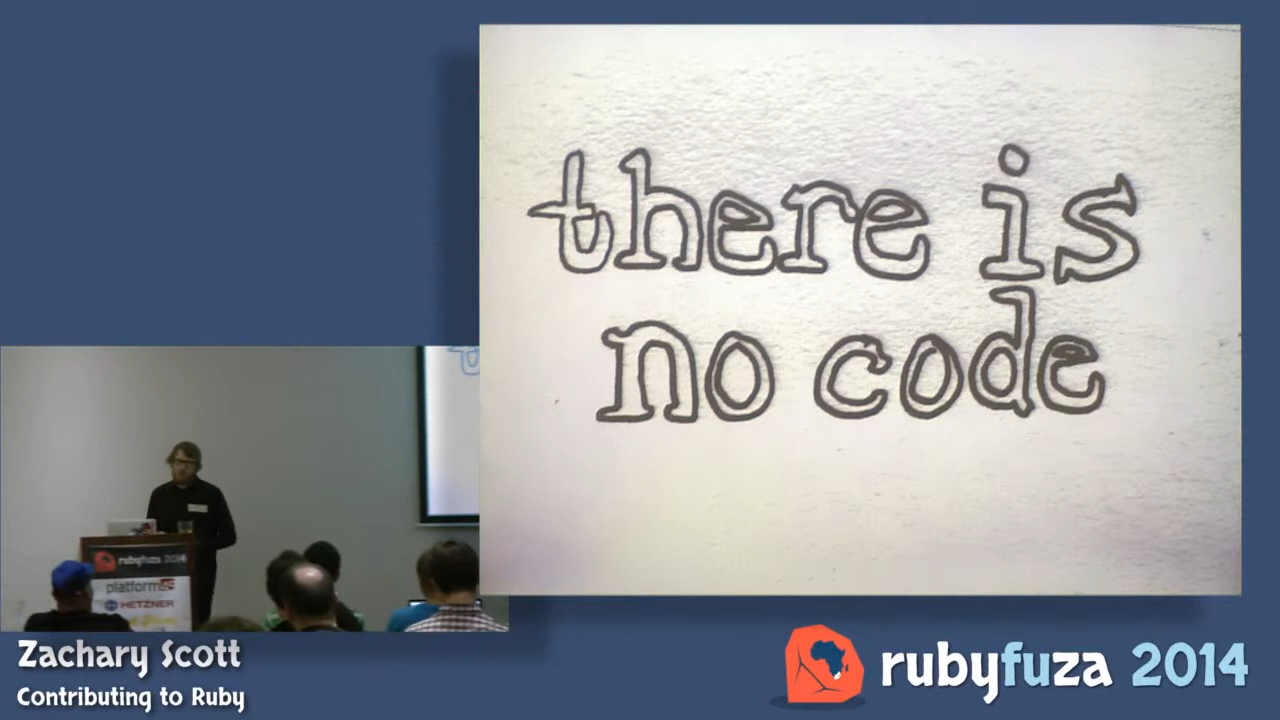 there is
no code
rubyfuza 2014
platform45
HETZNER
Zachary Scott
Contributing to Ruby
rubyfuza 2014